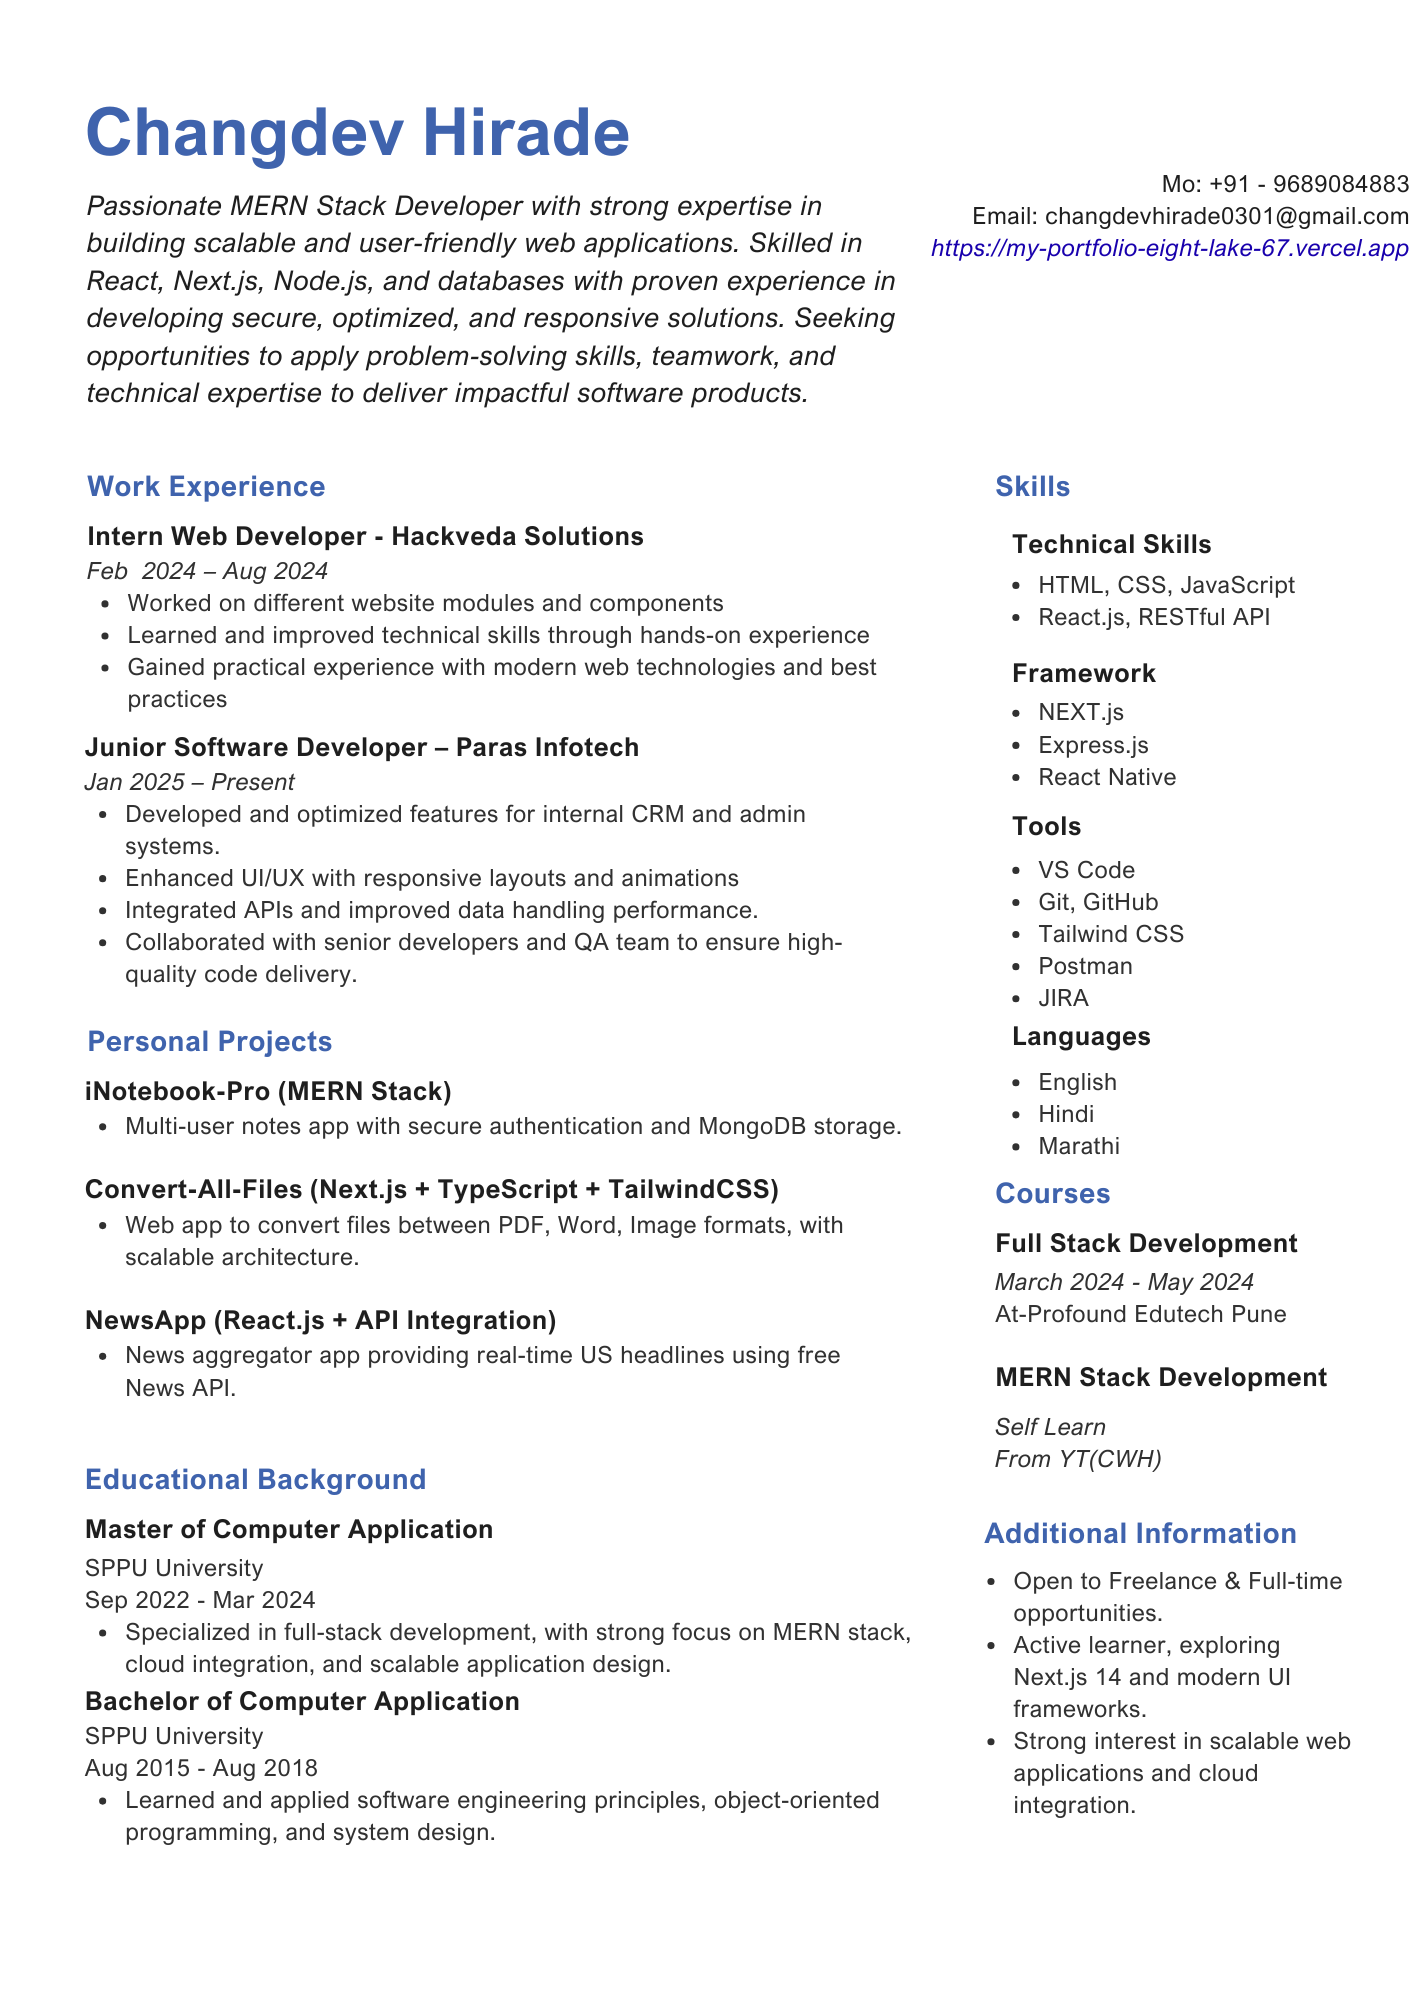 Changdev Hirade
Passionate MERN Stack Developer with strong expertise in
building scalable and user-friendly web applications. Skilled in
React, Next.js, Node.js, and databases with proven experience in
developing secure, optimized, and responsive solutions. Seeking
opportunities to apply problem-solving skills, teamwork, and
technical expertise to deliver impactful software products.
Mo: +91 - 9689084883
Email: changdevhirade0301@gmail.com
https://my-portfolio-eight-lake-67.vercel.app
Work Experience
Intern Web Developer - Hackveda Solutions
Feb  2024 – Aug 2024
• Worked on different website modules and components
• Learned and improved technical skills through hands-on experience
• Gained practical experience with modern web technologies and best
practices
Junior Software Developer – Paras Infotech
Jan 2025 – Present
• Developed and optimized features for internal CRM and admin
systems.
• Enhanced UI/UX with responsive layouts and animations
• Integrated APIs and improved data handling performance.
• Collaborated with senior developers and QA team to ensure high-
quality code delivery.
Personal Projects
iNotebook-Pro (MERN Stack)
• Multi-user notes app with secure authentication and MongoDB storage.
Convert-All-Files (Next.js + TypeScript + TailwindCSS)
• Web app to convert files between PDF, Word, Image formats, with
scalable architecture.
NewsApp (React.js + API Integration)
• News aggregator app providing real-time US headlines using free
News API.
Educational Background
Master of Computer Application
SPPU University
Sep 2022 - Mar 2024
• Specialized in full-stack development, with strong focus on MERN stack,
cloud integration, and scalable application design.
Bachelor of Computer Application
SPPU University
Aug 2015 - Aug 2018
• Learned and applied software engineering principles, object-oriented
programming, and system design.
Skills
Technical Skills
• HTML, CSS, JavaScript
• React.js, RESTful API
Framework
• NEXT.js
• Express.js
• React Native
Tools
• VS Code
• Git, GitHub
• Tailwind CSS
• Postman
• JIRA
Languages
• English
• Hindi
• Marathi
Courses
Full Stack Development
March 2024 - May 2024
At-Profound Edutech Pune
MERN Stack Development
Self Learn
From YT(CWH)
Additional Information
• Open to Freelance & Full-time
opportunities.
• Active learner, exploring
Next.js 14 and modern UI
frameworks.
• Strong interest in scalable web
applications and cloud
integration.